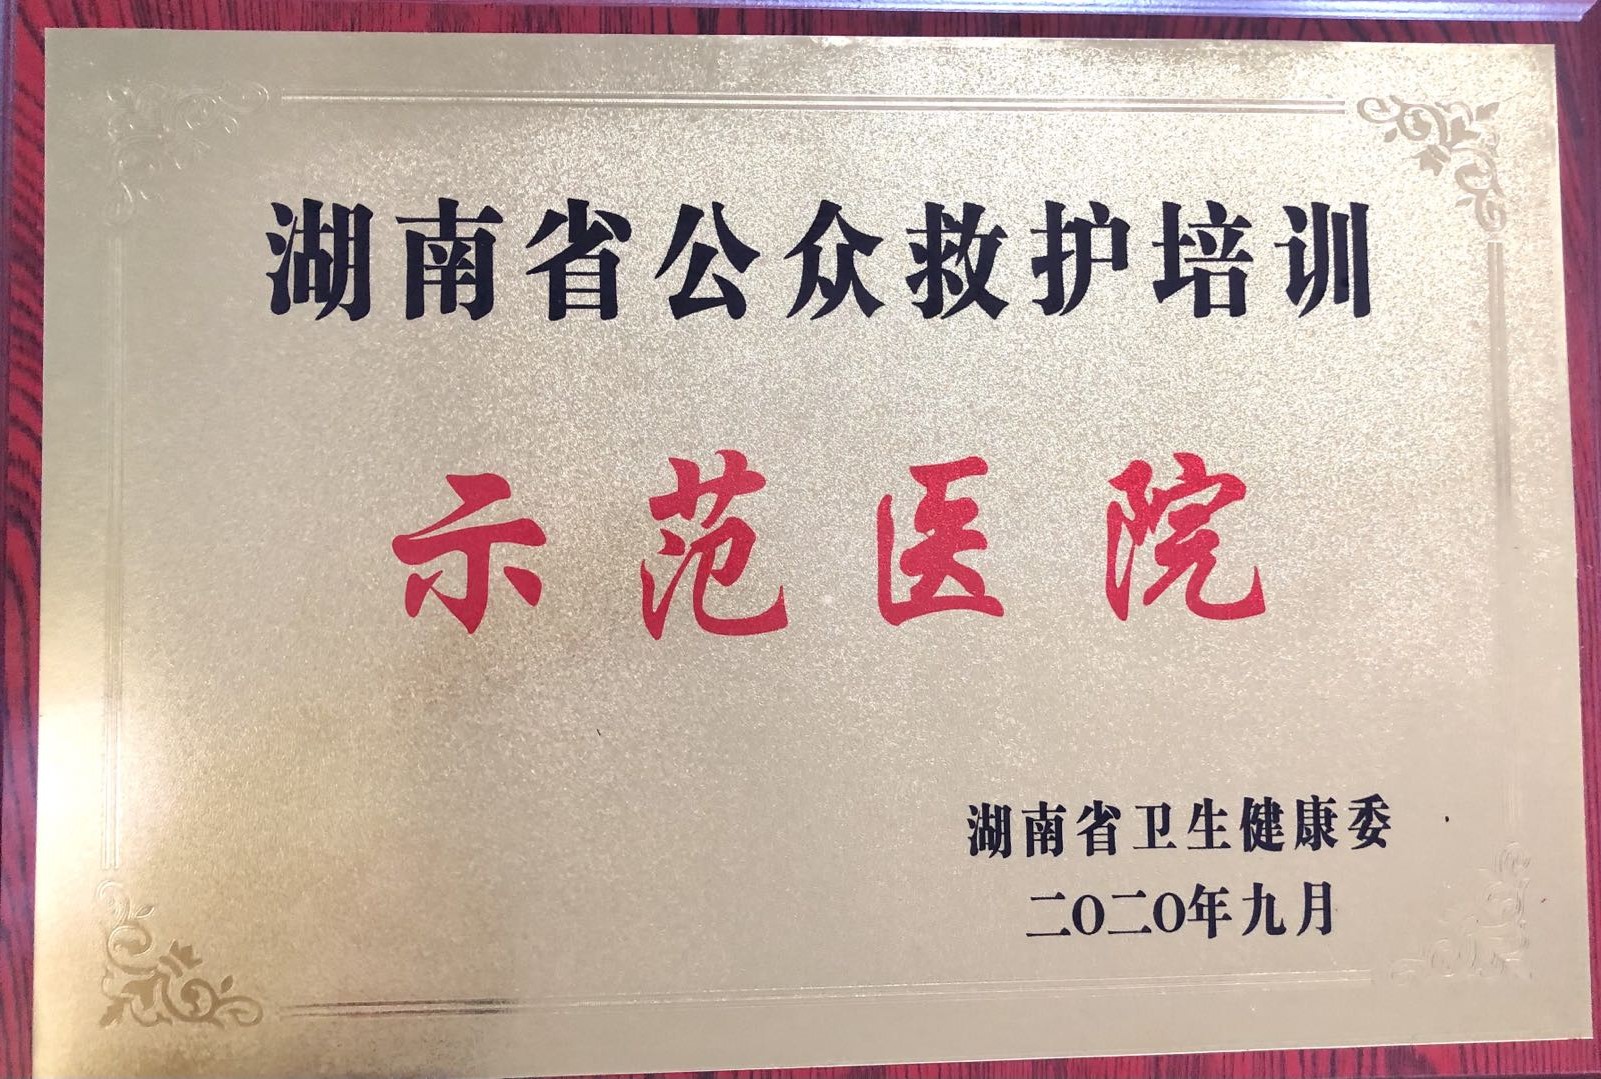 湖南省公众救护培训
示范医院
湖南省卫生健康委
二〇二〇年九月